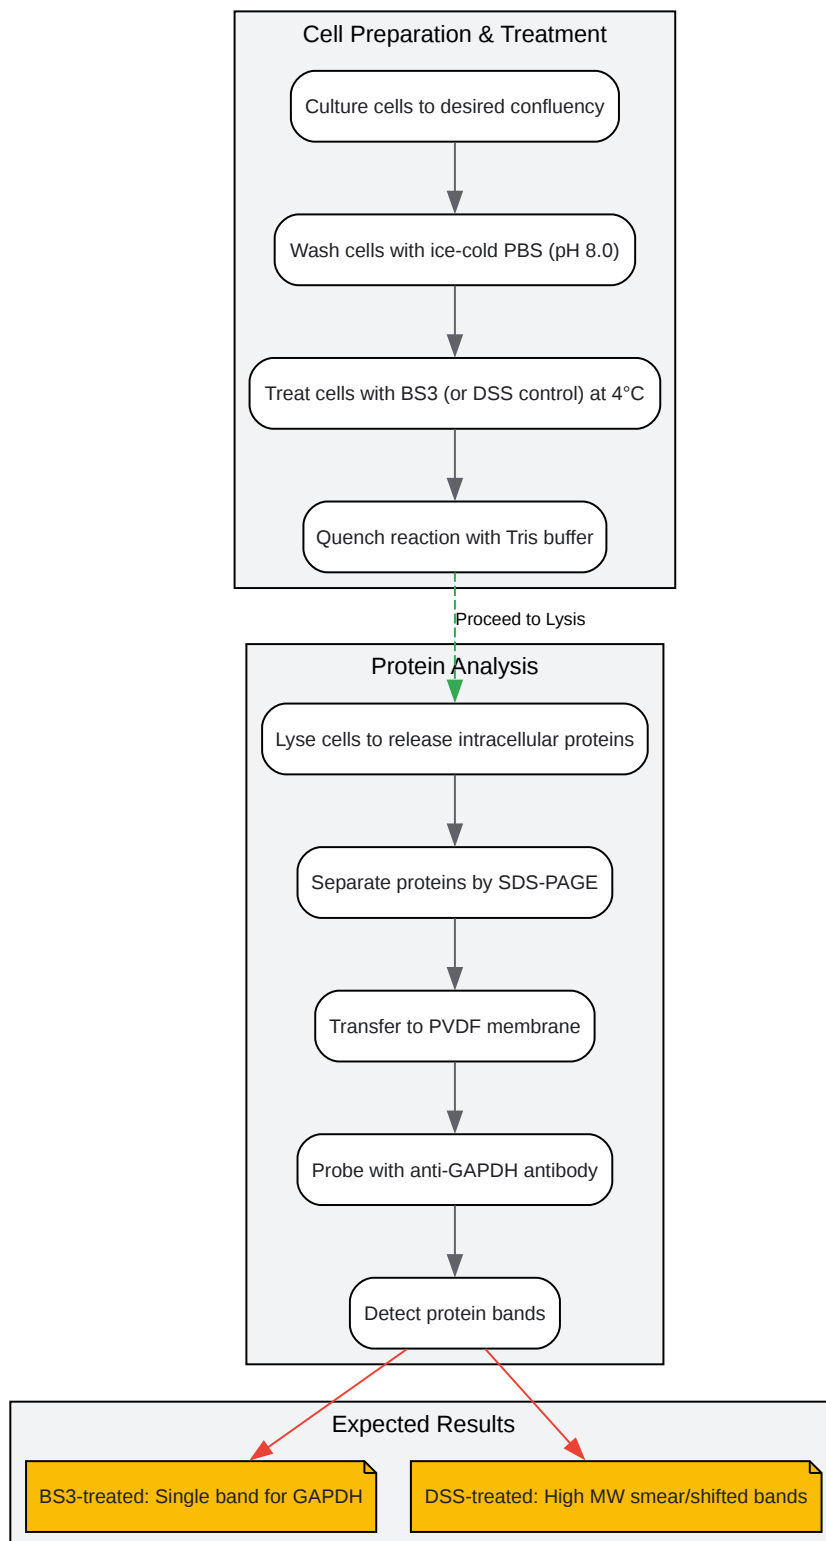 Cell Preparation & Treatment
Culture cells to desired confluency
Wash cells with ice-cold PBS (pH 8.0)
Treat cells with BS3 (or DSS control) at 4°C
Quench reaction with Tris buffer
Proceed to Lysis
Protein Analysis
Lyse cells to release intracellular proteins
Separate proteins by SDS-PAGE
Transfer to PVDF membrane
Probe with anti-GAPDH antibody
Detect protein bands
Expected Results
BS3-treated: Single band for GAPDH
DSS-treated: High MW smear/shifted bands